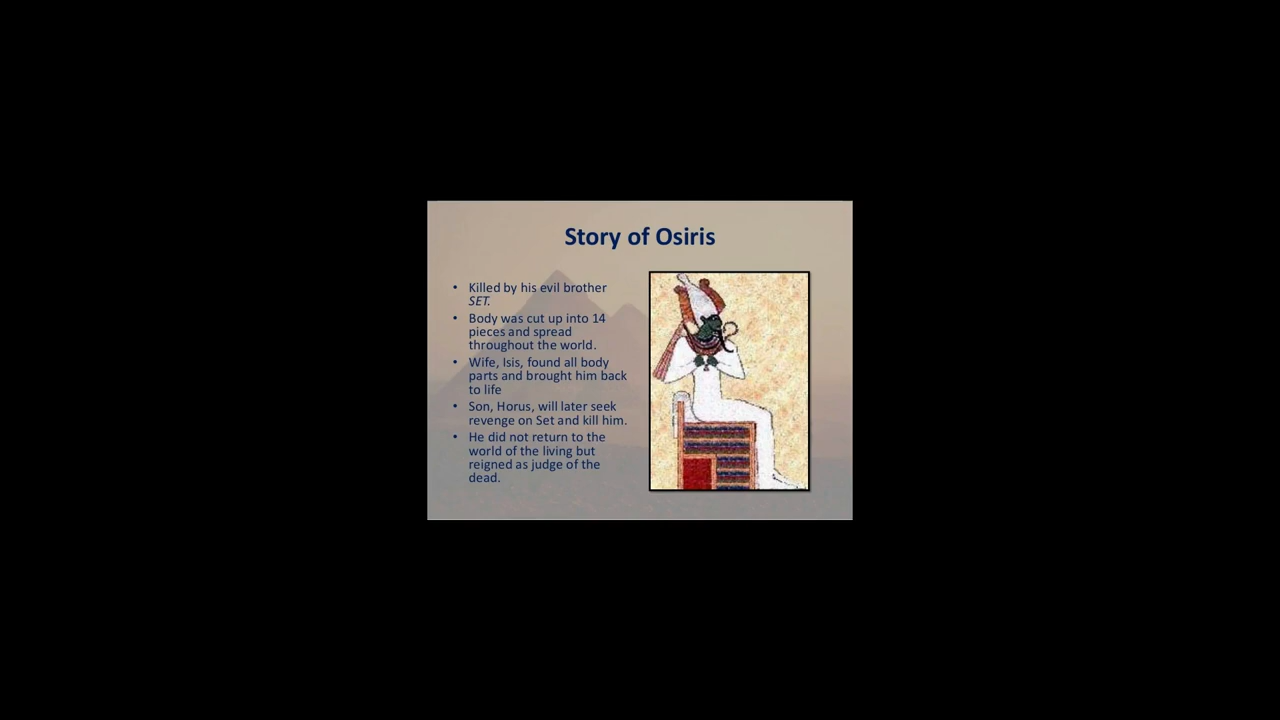 Story of Osiris
• Killed by his evil brother
SET.
• Body was cut up into 14
pieces and spread
throughout the world.
• Wife, Isis, found all body
parts and brought him back
to life
• Son, Horus, will later seek
revenge on Set and kill him.
• He did not return to the
world of the living but
reigned as judge of the
dead.